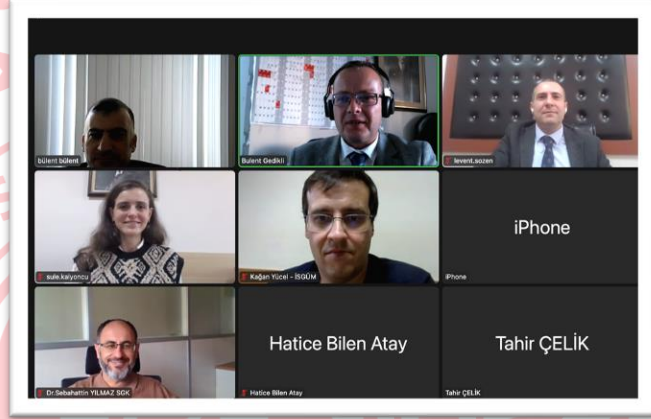 bülent bülent
Bulent Gedikli
levent.sozen
sule.kalyoncu
Kağan Yücel - İSGÜM
iPhone
iPhone
Dr.Sebahattin YILMAZ SGK
Hatice Bilen Atay
Hatice Bilen Atay
Tahir ÇELİK
Tahir ÇELİK